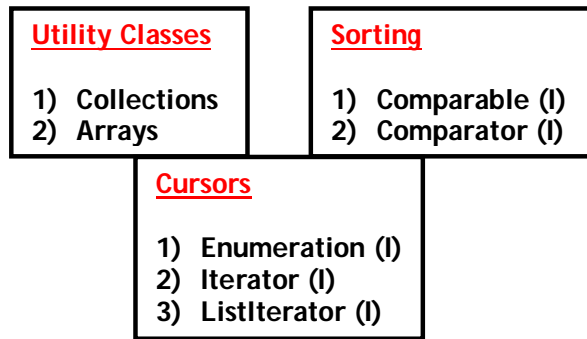 Utility Classes
1) Collections
2) Arrays
Sorting
1) Comparable (I)
2) Comparator (I)
Cursors
1) Enumeration (I)
2) Iterator (I)
3) ListIterator (I)